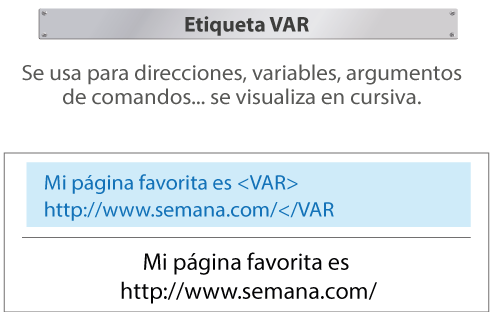 Etiqueta VAR
Se usa para direcciones, variables, argumentos
de comandos... se visualiza en cursiva.
Mi página favorita es <VAR>
http://www.semana.com/</VAR
Mi página favorita es
http://www.semana.com/